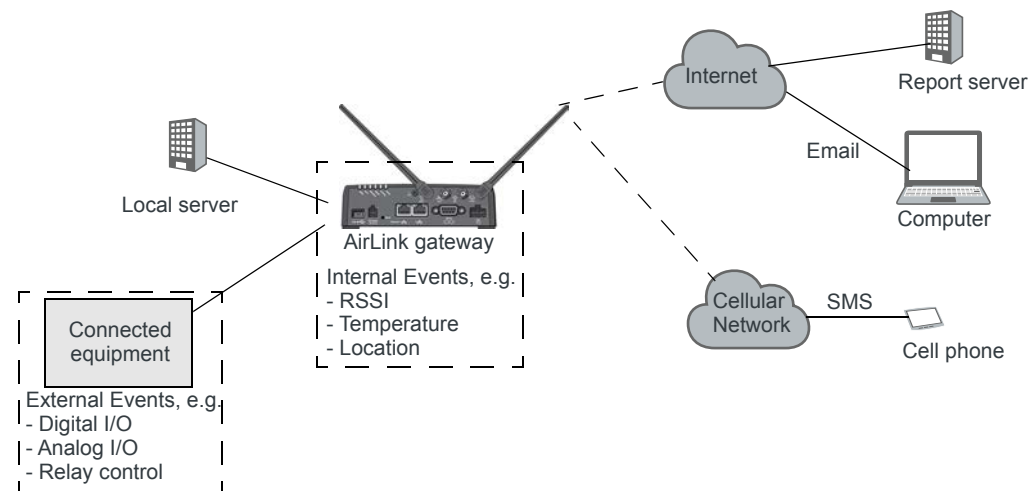 Internet
Report server
Email
Computer
Local server
AirLink gateway
Internal Events, e.g.
- RSSI
- Temperature
- Location
Cellular
Network
SMS
Cell phone
Connected
equipment
External Events, e.g.
- Digital I/O
- Analog I/O
- Relay control